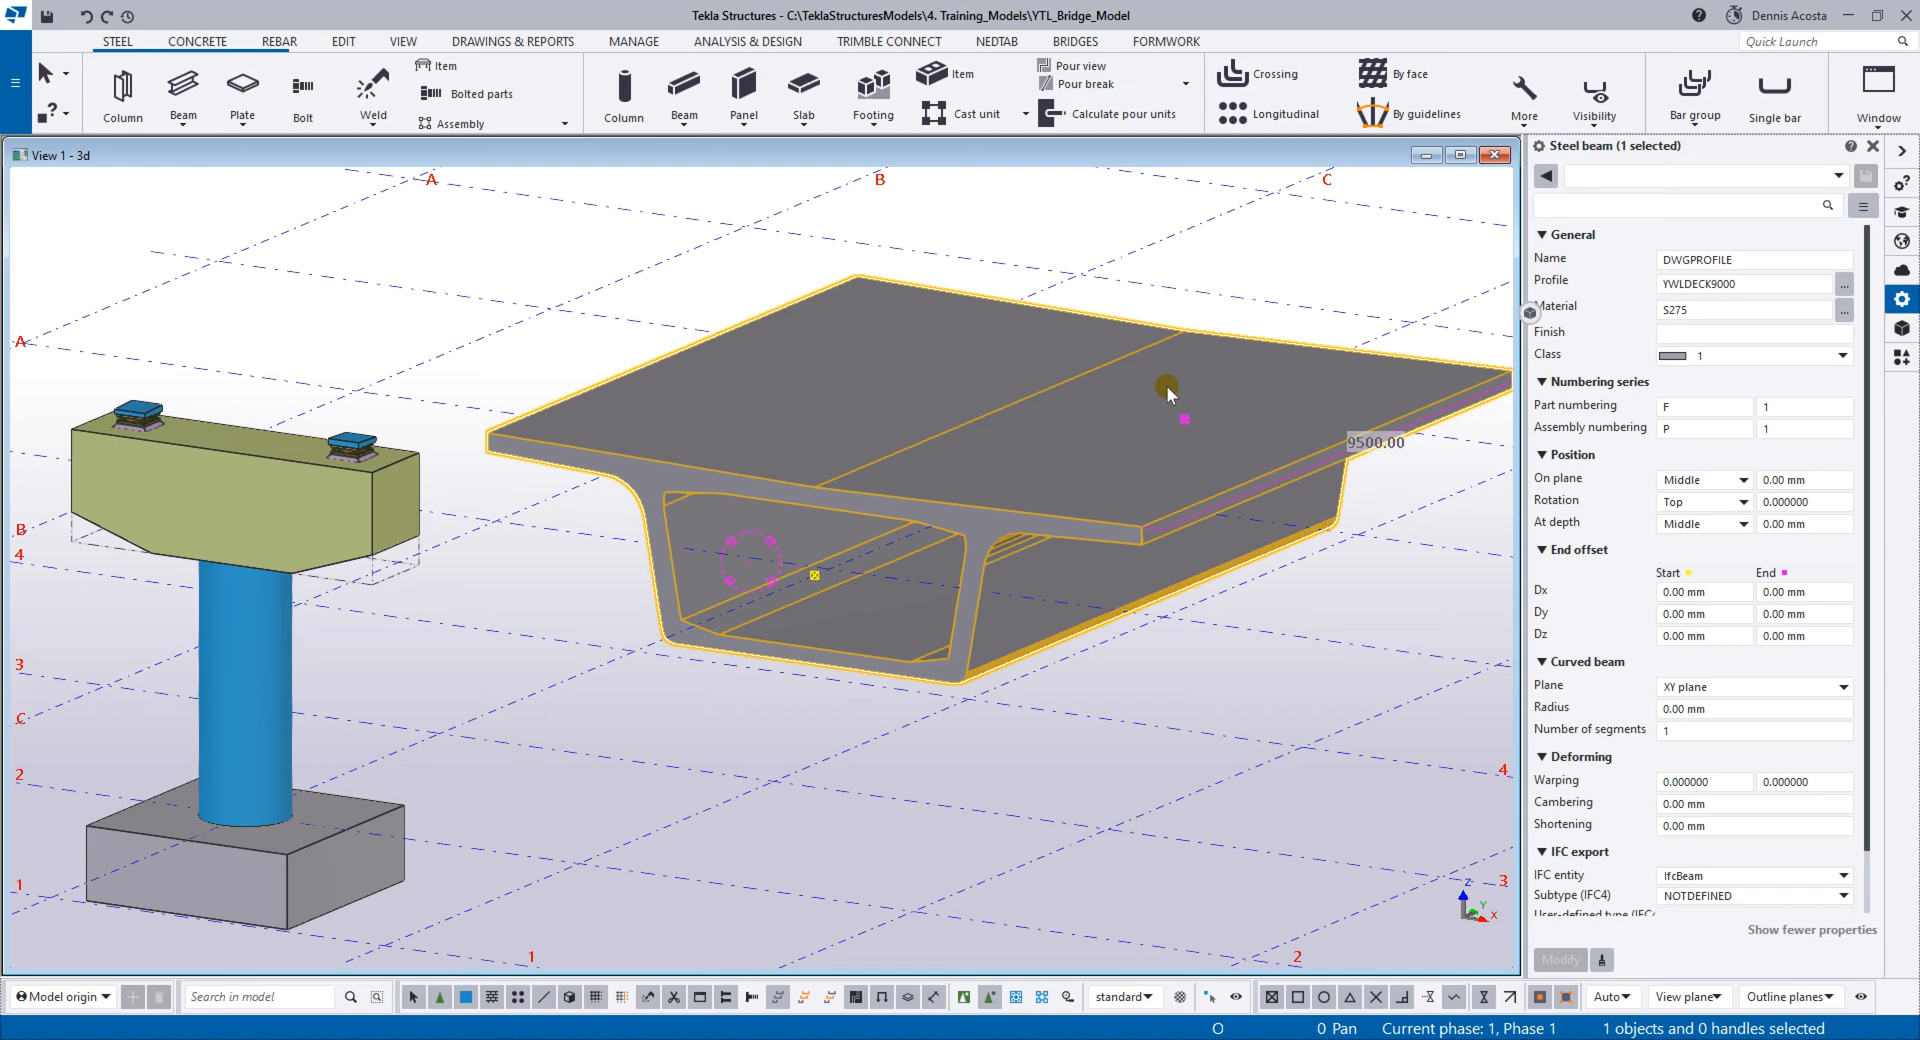 Tekla Structures - C:\TeklaStructuresModels\4. Training_Models\YTL_Bridge_Model
Dennis Acosta
STEEL CONCRETE REBAR EDIT VIEW DRAWINGS & REPORTS MANAGE ANALYSIS & DESIGN TRIMBLE CONNECT NEDTAB BRIDGES FORMWORK
Quick Launch
Column Beam Plate Bolt Weld
Item
Bolted parts
Assembly
Column Beam Panel Slab Footing
Item
Cast unit
Pour view
Pour break
Calculate pour units
Crossing
Longitudinal
By face
By guidelines
More Visibility Bar group Single bar Window
View 1 - 3d
A B C
A
B
4
3
C
2
1
1 2
4
3
9500.00
Z
Y
X
Steel beam (1 selected)
General
Name DWGPROFILE
Profile YWLDECK9000 ...
Material S275 ...
Finish
Class 1
Numbering series
Part numbering F 1
Assembly numbering P 1
Position
On plane Middle 0.00 mm
Rotation Top 0.000000
At depth Middle 0.00 mm
End offset
Start End
Dx 0.00 mm 0.00 mm
Dy 0.00 mm 0.00 mm
Dz 0.00 mm 0.00 mm
Curved beam
Plane XY plane
Radius 0.00 mm
Number of segments 1
Deforming
Warping 0.000000 0.000000
Cambering 0.00 mm
Shortening 0.00 mm
IFC export
IFC entity IfcBeam
Subtype (IFC4) NOTDEFINED
User-defined type (IFC4
Show fewer properties
Modify
Model origin
Search in model
standard
Auto
View plane
Outline planes
O 0 Pan Current phase: 1, Phase 1 1 objects and 0 handles selected